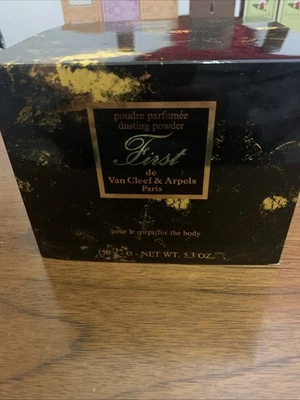 poudre parfumée
dusting powder
First
de
Van Cleef & Arpels
Paris
pour le corps/for the body
150 g ℮ - NET WT. 5.3 OZ.